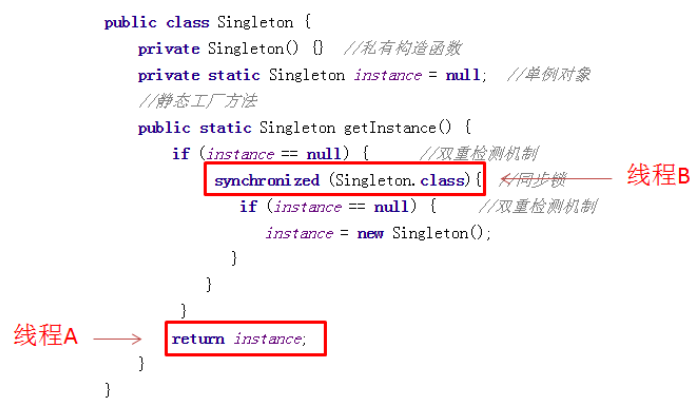 public class Singleton {
private Singleton() {}  //私有构造函数
private static Singleton instance = null;  //单例对象
//静态工厂方法
public static Singleton getInstance() {
if (instance == null) {      //双重检测机制
synchronized (Singleton.class){  //同步锁
线程B
if (instance == null) {     //双重检测机制
instance = new Singleton();
}
}
}
线程A
return instance;
}
}